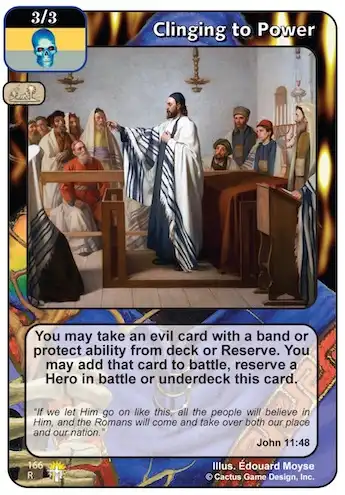 3/3
Clinging to Power
You may take an evil card with a band or
protect ability from deck or Reserve. You
may add that card to battle, reserve a
Hero in battle or underdeck this card.
"If we let Him go on like this, all the people will believe in
Him, and the Romans will come and take over both our place
and our nation."
John 11:48
166
R
Illus. Édouard Moyse
© Cactus Game Design, Inc.